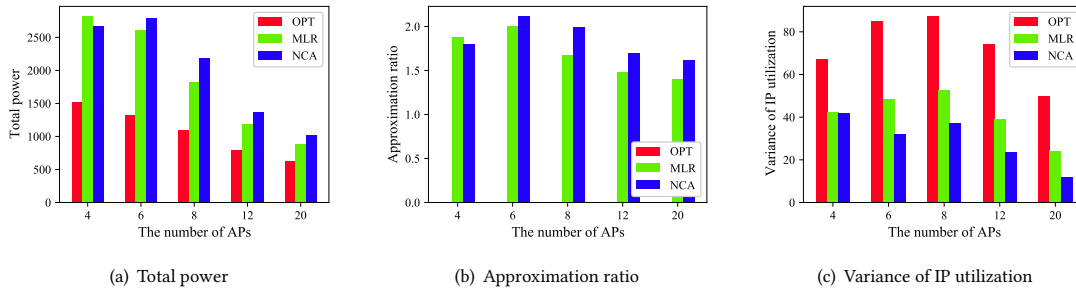 2500
2000
1500
1000
500
0
Total power
OPT
MLR
NCA
4 6 8 12 20
The number of APs
(a) Total power
2.0
1.5
1.0
0.5
0.0
Approximation ratio
OPT
MLR
NCA
4 6 8 12 20
The number of APs
(b) Approximation ratio
80
60
40
20
0
Variance of IP utilization
OPT
MLR
NCA
4 6 8 12 20
The number of APs
(c) Variance of IP utilization